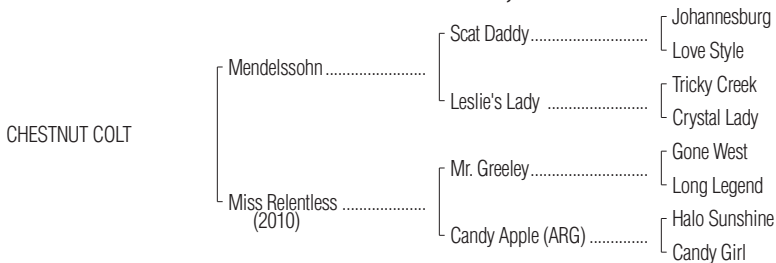 Johannesburg
Scat Daddy
Love Style
Mendelssohn
Tricky Creek
Leslie's Lady
Crystal Lady
CHESTNUT COLT
Gone West
Mr. Greeley
Long Legend
Miss Relentless
(2010)
Halo Sunshine
Candy Apple (ARG)
Candy Girl